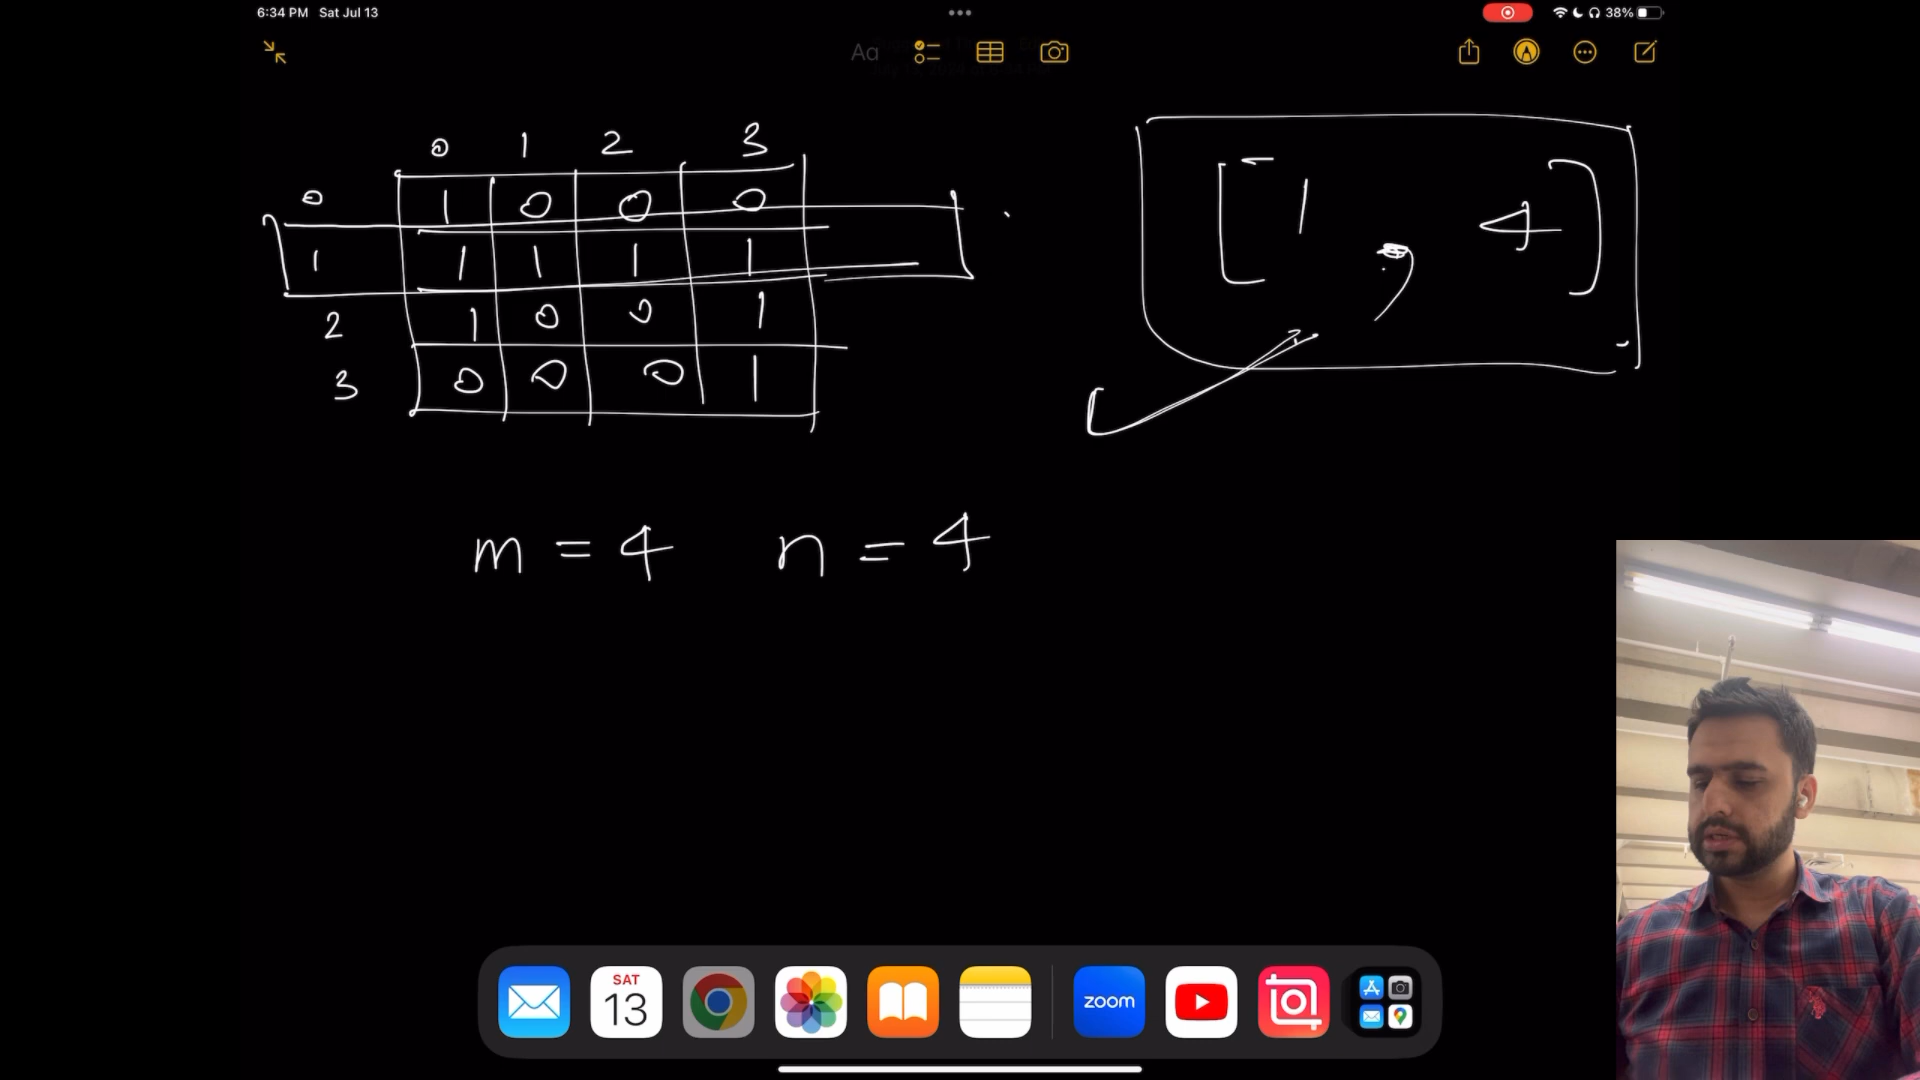 6:34 PM Sat Jul 13
38%
Aa
0 1 2 3
0 1 0 0 0
1 1 1 1 1
2 1 0 0 1
3 0 0 0 1
[1, 4]
m = 4 n = 4
SAT
13
zoom